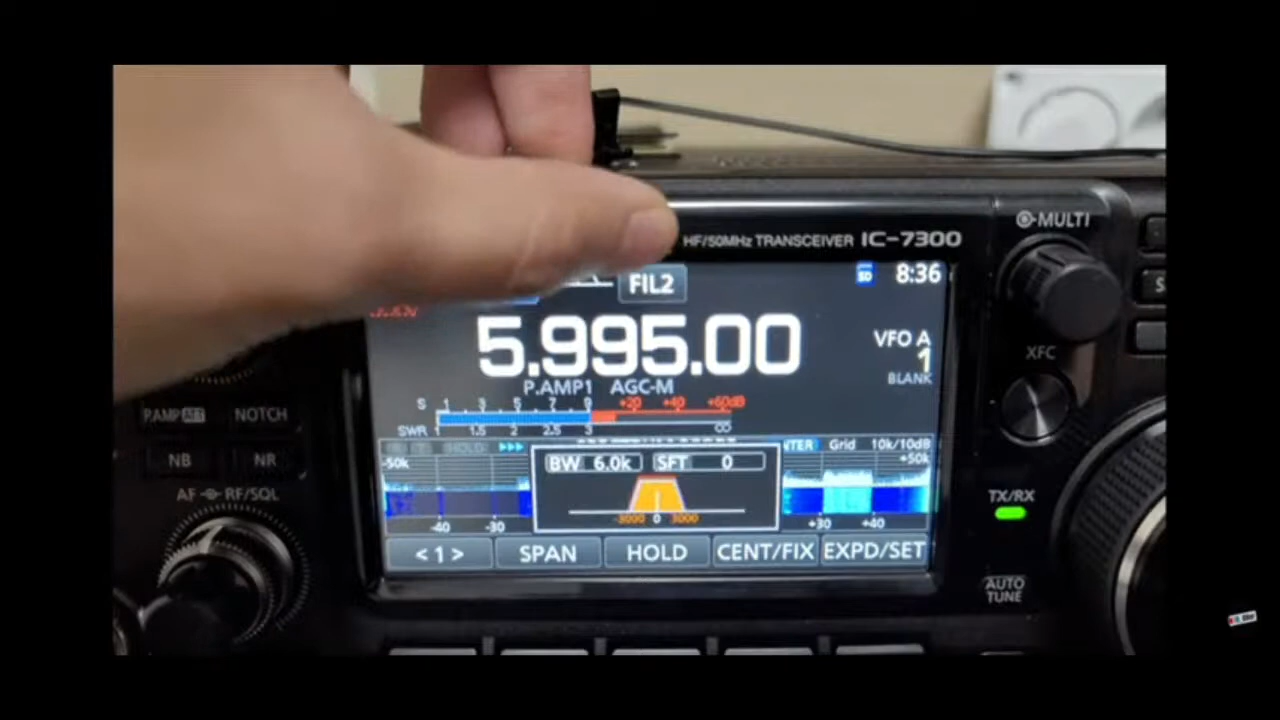 MULTI
HF/50MHz TRANSCEIVER IC-7300
FIL2
SD
8:36
5.995.00
VFO A
1
BLANK
XFC
P.AMP1 AGC-M
S 1 3 5 7 9 +20 +40 +60dB
SWR 1 1.5 2 2.5 3 ∞
P.AMP ATT NOTCH
NB NR
AF RF/SQL
HOLD
NTER Grid 10k/10dB
-50k
BW 6.0k SFT 0
+50k
-40 -30
-3000 0 3000
+30 +40
TX/RX
< 1 > SPAN HOLD CENT/FIX EXPD/SET
AUTO
TUNE